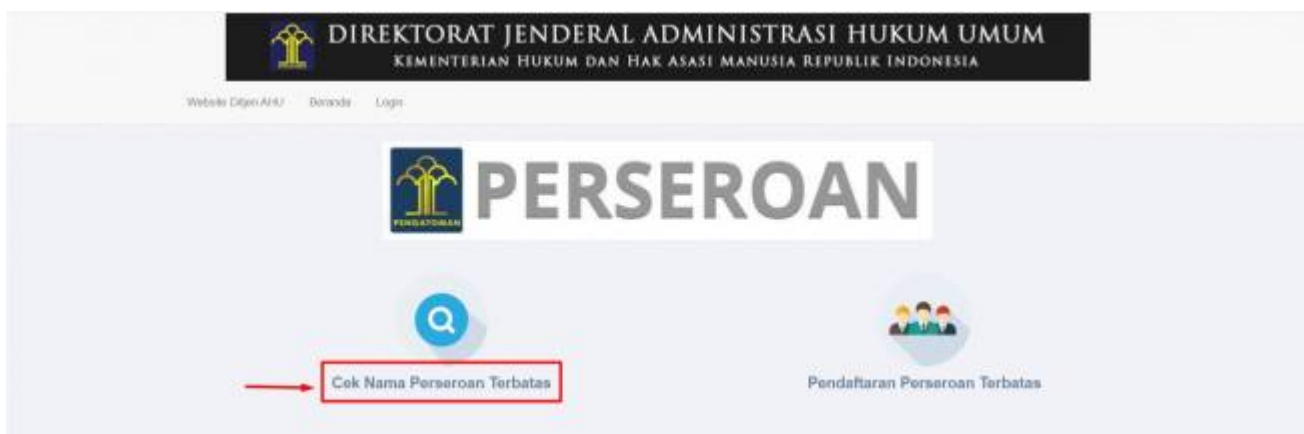 DIREKTORAT JENDERAL ADMINISTRASI HUKUM UMUM
KEMENTERIAN HUKUM DAN HAK ASASI MANUSIA REPUBLIK INDONESIA
Website Ditjen AHU Beranda Login
PENGAYOMAN
PERSEROAN
Cek Nama Perseroan Terbatas
Pendaftaran Perseroan Terbatas